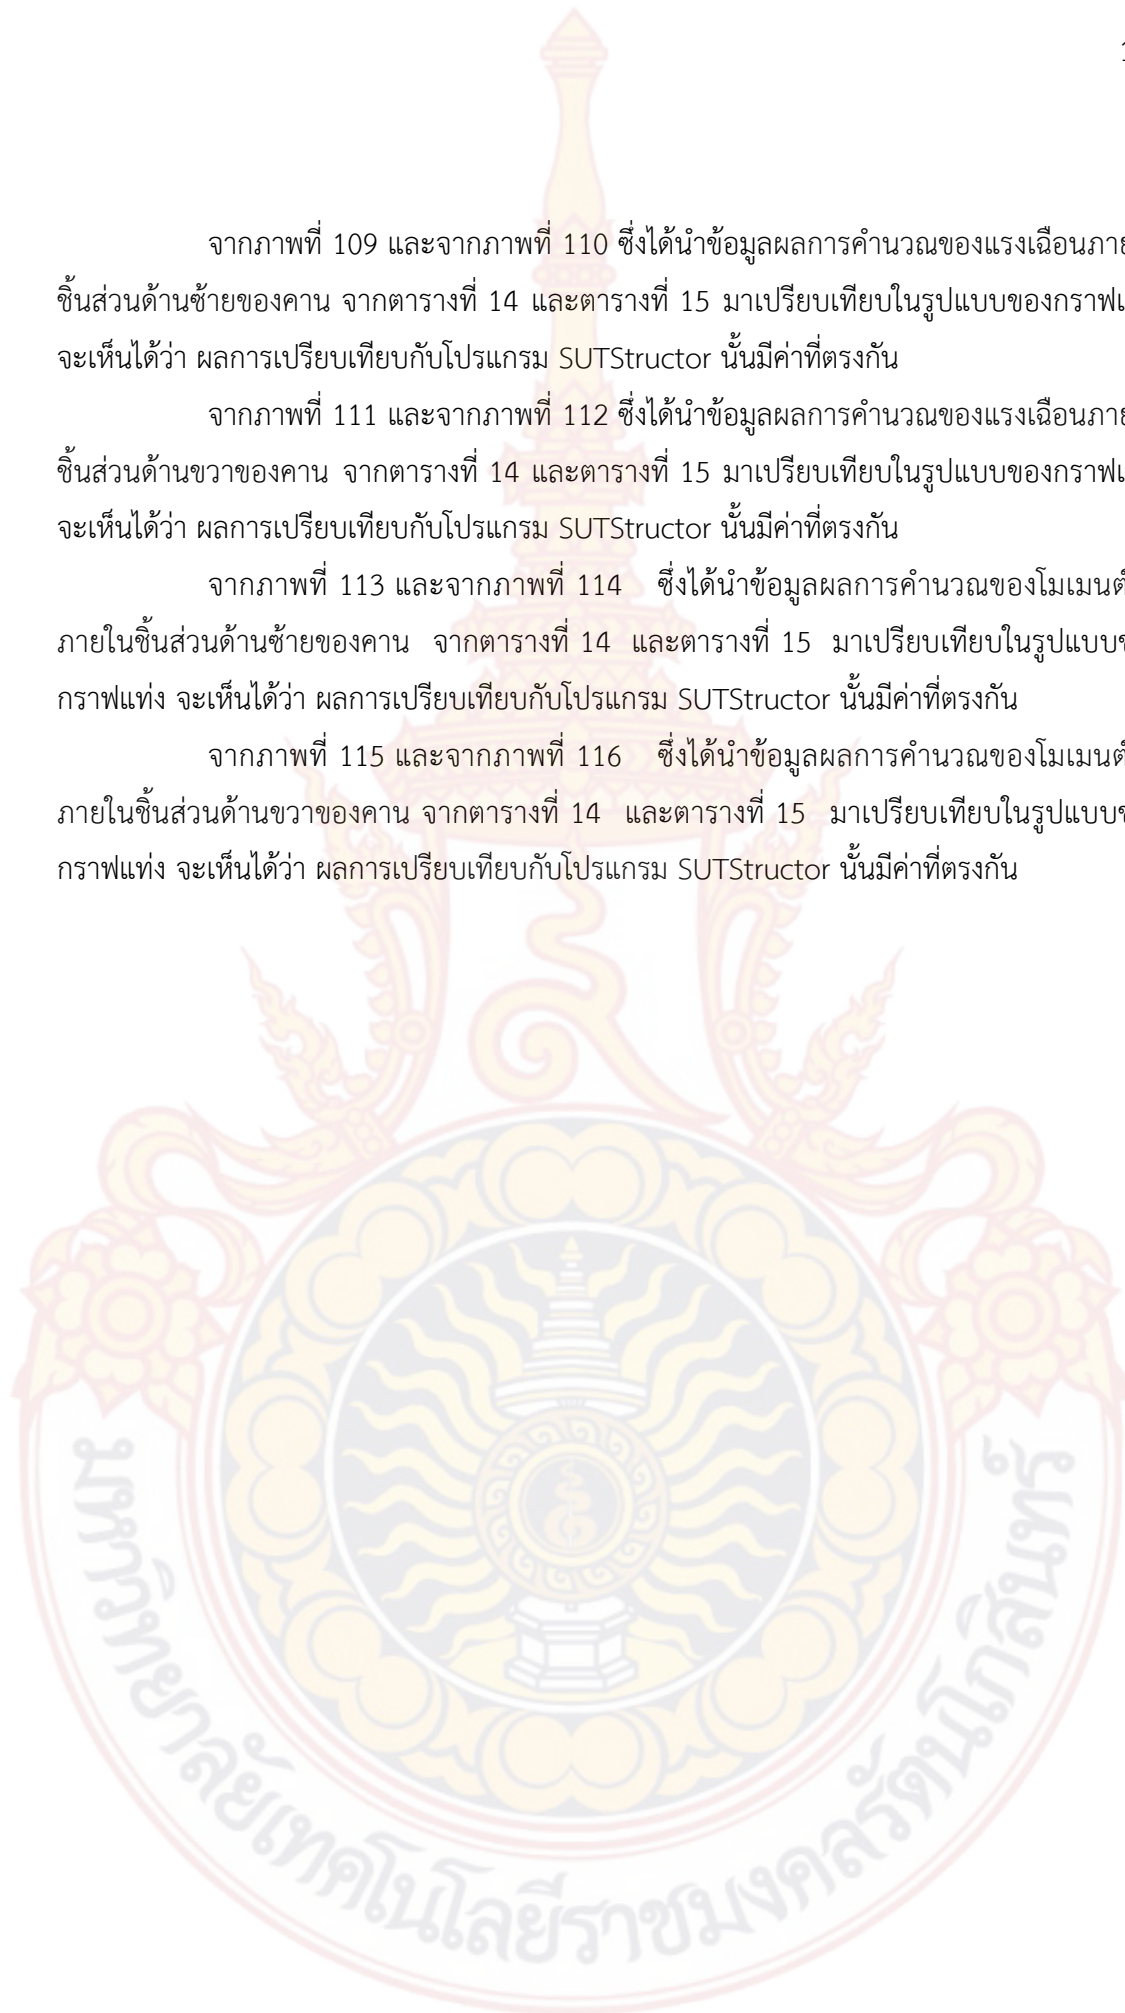 จากภาพที่ 109 และจากภาพที่ 110 ซึ่งได้นำข้อมูลผลการคำนวณของแรงเฉือน
ชิ้นส่วนด้านซ้ายของคาน จากตารางที่ 14 และตารางที่ 15 มาเปรียบเทียบในรูปแบบของกราฟ
จะเห็นได้ว่า ผลการเปรียบเทียบกับโปรแกรม SUTStructor นั้นมีค่าที่ตรงกัน
จากภาพที่ 111 และจากภาพที่ 112 ซึ่งได้นำข้อมูลผลการคำนวณของแรงเฉือน
ชิ้นส่วนด้านขวาของคาน จากตารางที่ 14 และตารางที่ 15 มาเปรียบเทียบในรูปแบบของกราฟ
จะเห็นได้ว่า ผลการเปรียบเทียบกับโปรแกรม SUTStructor นั้นมีค่าที่ตรงกัน
จากภาพที่ 113 และจากภาพที่ 114 ซึ่งได้นำข้อมูลผลการคำนวณของโมเมนต์
ภายในชิ้นส่วนด้านซ้ายของคาน จากตารางที่ 14 และตารางที่ 15 มาเปรียบเทียบในรูปแบบ
กราฟแท่ง จะเห็นได้ว่า ผลการเปรียบเทียบกับโปรแกรม SUTStructor นั้นมีค่าที่ตรงกัน
จากภาพที่ 115 และจากภาพที่ 116 ซึ่งได้นำข้อมูลผลการคำนวณของโมเมนต์
ภายในชิ้นส่วนด้านขวาของคาน จากตารางที่ 14 และตารางที่ 15 มาเปรียบเทียบในรูปแบบ
กราฟแท่ง จะเห็นได้ว่า ผลการเปรียบเทียบกับโปรแกรม SUTStructor นั้นมีค่าที่ตรงกัน
มหาวิทยาลัยเทคโนโลยีราชมงคลรัตนโกสินทร์